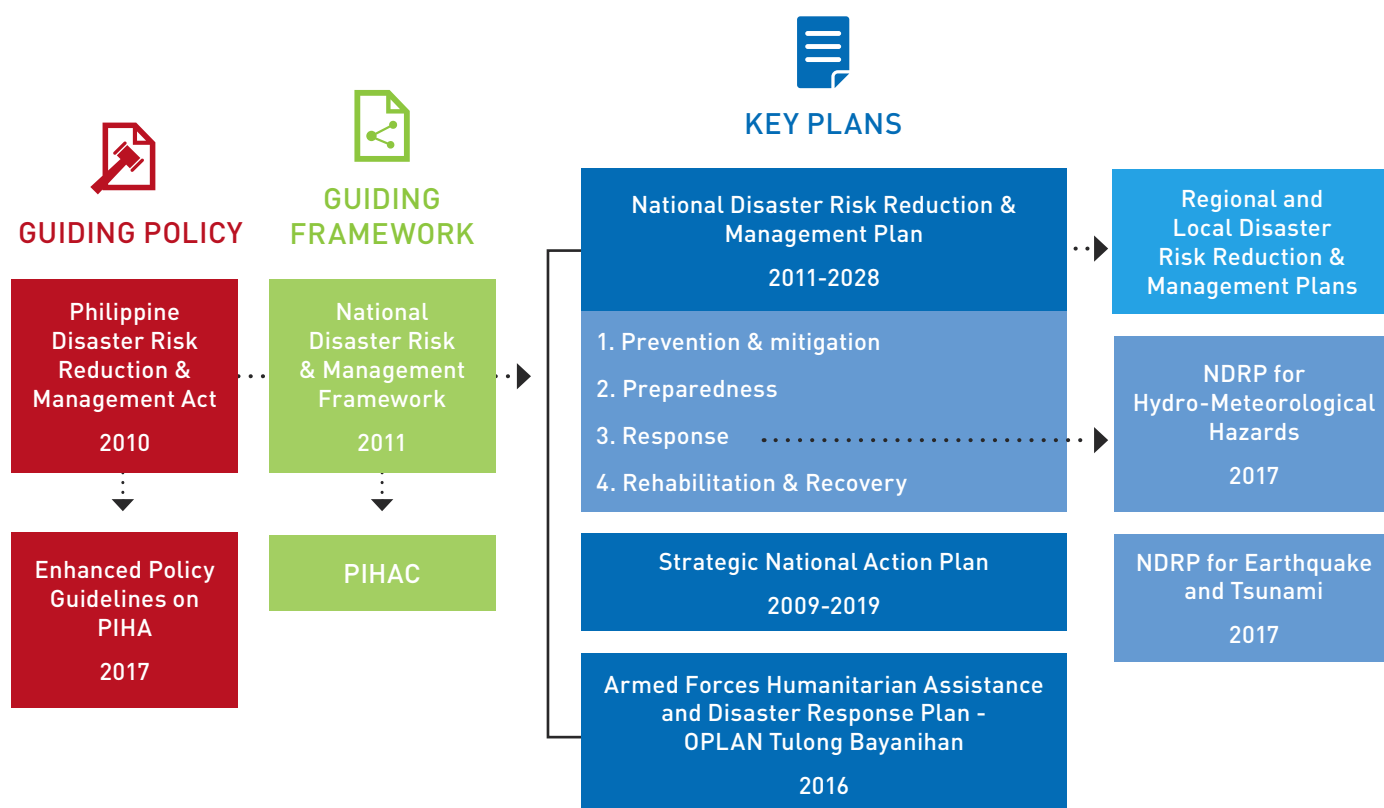 GUIDING POLICY
Philippine
Disaster Risk
Reduction &
Management Act
2010
Enhanced Policy
Guidelines on
PIHA
2017
GUIDING
FRAMEWORK
National
Disaster Risk
& Management
Framework
2011
PIHAC
KEY PLANS
National Disaster Risk Reduction &
Management Plan
2011-2028
1. Prevention & mitigation
2. Preparedness
3. Response
4. Rehabilitation & Recovery
Strategic National Action Plan
2009-2019
Armed Forces Humanitarian Assistance
and Disaster Response Plan -
OPLAN Tulong Bayanihan
2016
Regional and
Local Disaster
Risk Reduction &
Management Plans
NDRP for
Hydro-Meteorological
Hazards
2017
NDRP for Earthquake
and Tsunami
2017